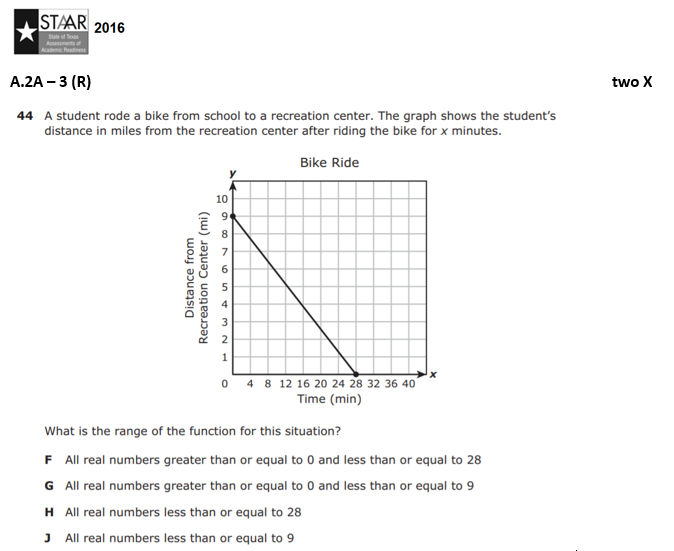 STAAR
State of Texas
Assessments of
Academic Readiness
2016
A.2A – 3 (R)
two X
44 A student rode a bike from school to a recreation center. The graph shows the student's
distance in miles from the recreation center after riding the bike for x minutes.
Bike Ride
y
10
9
8
7
6
5
4
3
2
1
Distance from
Recreation Center (mi)
x
0 4 8 12 16 20 24 28 32 36 40
Time (min)
What is the range of the function for this situation?
F All real numbers greater than or equal to 0 and less than or equal to 28
G All real numbers greater than or equal to 0 and less than or equal to 9
H All real numbers less than or equal to 28
J All real numbers less than or equal to 9